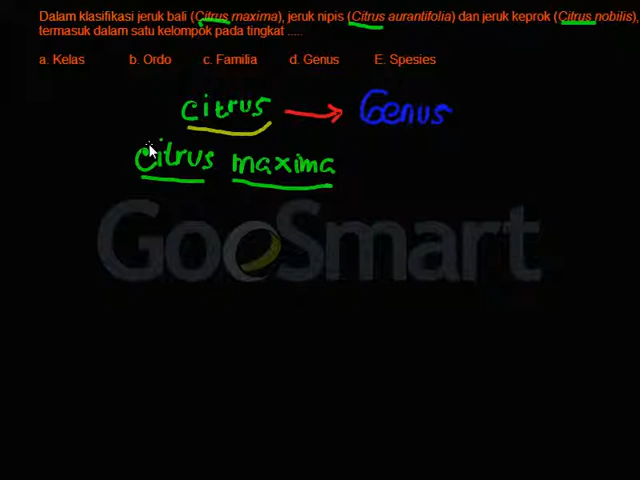 Dalam klasifikasi jeruk bali (Citrus maxima), jeruk nipis (Citrus aurantifolia) dan jeruk keprok (Citrus nobilis),
termasuk dalam satu kelompok pada tingkat .....
a. Kelas b. Ordo c. Familia d. Genus E. Spesies
citrus → Genus
Citrus maxima
GooSmart